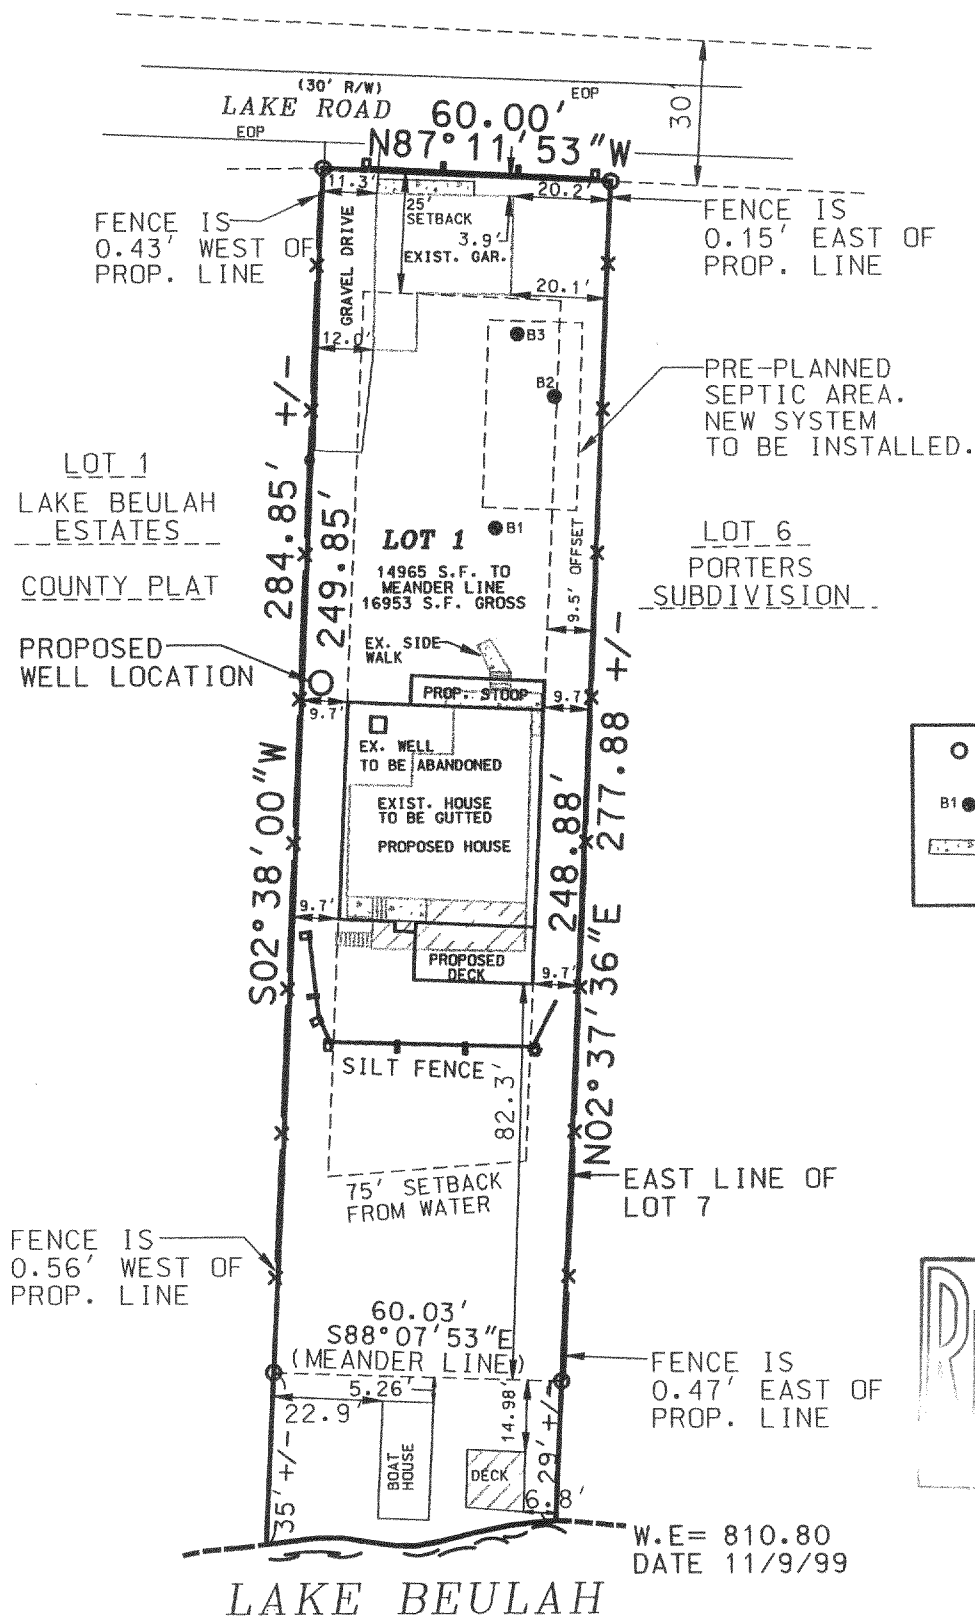 (30' R/W)
LAKE ROAD
EOP
EOP
60.00'
N87°11'53"W
30'
11.3'
20.2'
25'
SETBACK
3.9'
EXIST. GAR.
GRAVEL DRIVE
FENCE IS
0.43' WEST OF
PROP. LINE
FENCE IS
0.15' EAST OF
PROP. LINE
20.1'
12.0'
B3
B2
B1
PRE-PLANNED
SEPTIC AREA.
NEW SYSTEM
TO BE INSTALLED.
284.85' +/-
249.85'
LOT 1
LAKE BEULAH
ESTATES
COUNTY PLAT
LOT 1
14965 S.F. TO
MEANDER LINE
16953 S.F. GROSS
9.5' OFFSET
LOT 6
PORTERS
SUBDIVISION
PROPOSED
WELL LOCATION
EX. SIDE
WALK
PROP. STOOP
9.7'
9.7'
EX. WELL
TO BE ABANDONED
EXIST. HOUSE
TO BE GUTTED
PROPOSED HOUSE
S02°38'00"W
248.88'
N02°37'36"E 277.88 +/-
B1
9.7'
PROPOSED
DECK
9.7'
SILT FENCE
82.3'
75' SETBACK
FROM WATER
EAST LINE OF
LOT 7
FENCE IS
0.56' WEST OF
PROP. LINE
60.03'
S88°07'53"E
(MEANDER LINE)
FENCE IS
0.47' EAST OF
PROP. LINE
5.26'
22.9'
14.98'
35' +/-
29' +/-
BOAT
HOUSE
DECK
6.8'
W.E= 810.80
DATE 11/9/99
LAKE BEULAH